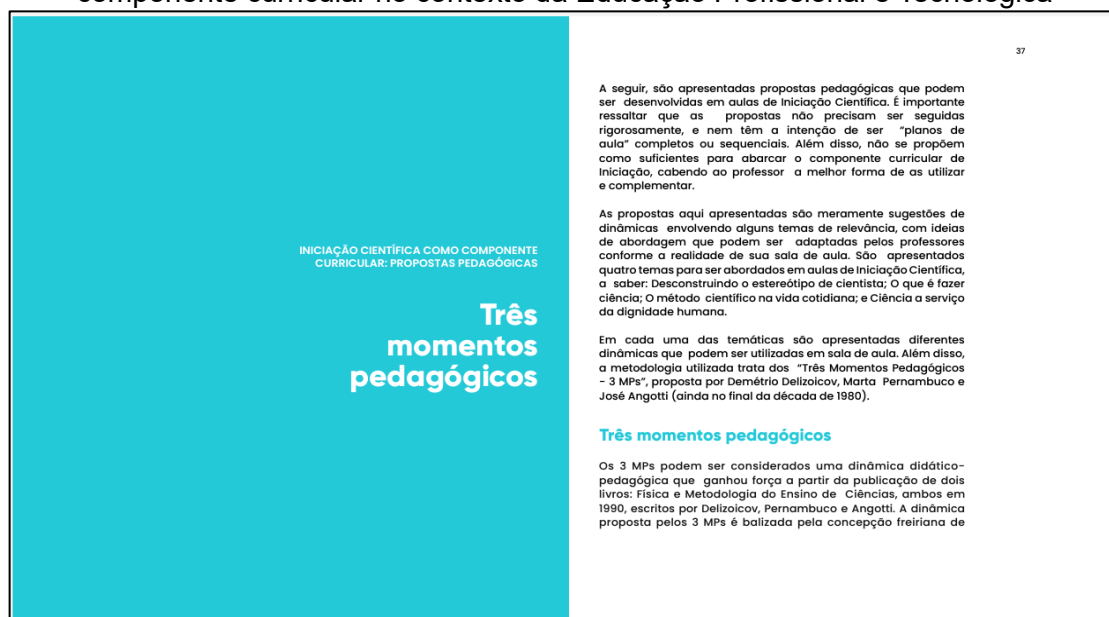 componente curricular no contexto da Educação Profissional e Tecnológica
INICIAÇÃO CIENTÍFICA COMO COMPONENTE
CURRICULAR: PROPOSTAS PEDAGÓGICAS
Três
momentos
pedagógicos
37
A seguir, são apresentadas propostas pedagógicas que podem
ser desenvolvidas em aulas de Iniciação Científica. É importante
ressaltar que as propostas não precisam ser seguidas
rigorosamente, e nem têm a intenção de ser "planos de
aula" completos ou sequenciais. Além disso, não se propõem
como suficientes para abarcar o componente curricular de
Iniciação, cabendo ao professor a melhor forma de as utilizar
e complementar.
As propostas aqui apresentadas são meramente sugestões de
dinâmicas envolvendo alguns temas de relevância, com ideias
de abordagem que podem ser adaptadas pelos professores
conforme a realidade de sua sala de aula. São apresentados
quatro temas para ser abordados em aulas de Iniciação Científica,
a saber: Desconstruindo o estereótipo de cientista; O que é fazer
ciência; O método científico na vida cotidiana; e Ciência a serviço
da dignidade humana.
Em cada uma das temáticas são apresentadas diferentes
dinâmicas que podem ser utilizadas em sala de aula. Além disso,
a metodologia utilizada trata dos "Três Momentos Pedagógicos
- 3 MPs", proposta por Demétrio Delizoicov, Marta Pernambuco e
José Angotti (ainda no final da década de 1980).
Três momentos pedagógicos
Os 3 MPs podem ser considerados uma dinâmica didático-
pedagógica que ganhou força a partir da publicação de dois
livros: Física e Metodologia do Ensino de Ciências, ambos em
1990, escritos por Delizoicov, Pernambuco e Angotti. A dinâmica
proposta pelos 3 MPs é balizada pela concepção freiriana de